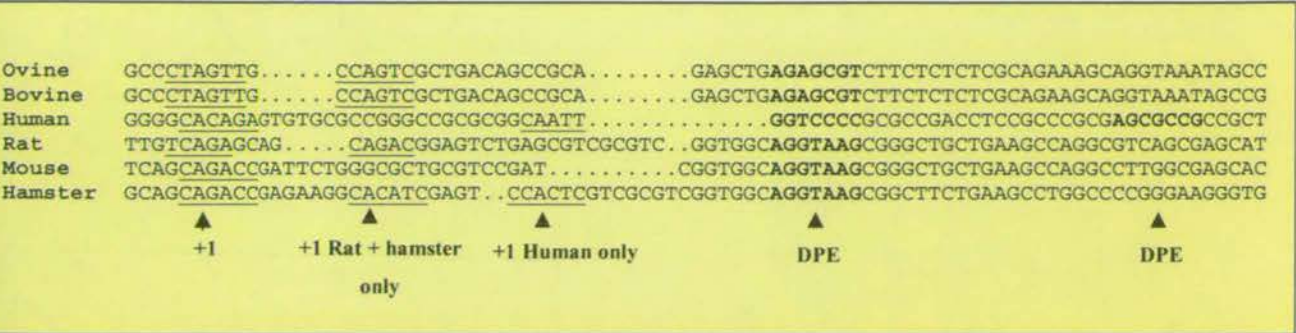 Ovine GCCCTAGTTG......CCAGTCGCTGACAGCCGCA........GAGCTGAGAGCGTCTTCTCTCTCGCAGAAAGCAGGTAAATAGCC
Bovine GCCCTAGTTG......CCAGTCGCTGACAGCCGCA........GAGCTGAGAGCGTCTTCTCTCTCGCAGAAGCAGGTAAATAGCCG
Human GGGGCACAGAGTGTGCGCCGGGCCGCGCGGCAATT..............GGTCCCCGCGCCGACCTCCGCCCGCGAGCGCCGCCGCT
Rat TTGTCAGAGCAG.....CAGACGGAGTCTGAGCGTCGCGTC..GGTGGCAGGTAAGCGGGCTGCTGAAGCCAGGCGTCAGCGAGCAT
Mouse TCAGCAGACCGATTCTGGGCGCTGCGTCCGAT..........CGGTGGCAGGTAAGCGGGCTGCTGAAGCCAGGCCTTGGCGAGCAC
Hamster GCAGCAGACCGAGAAGGCACATCGAGT..CCACTCGTCGCGTCGGTGGCAGGTAAGCGGCTTCTGAAGCCTGGCCCCGGGAAGGGTG
▲ ▲ ▲ ▲ ▲
+1 +1 Rat + hamster +1 Human only DPE DPE
only